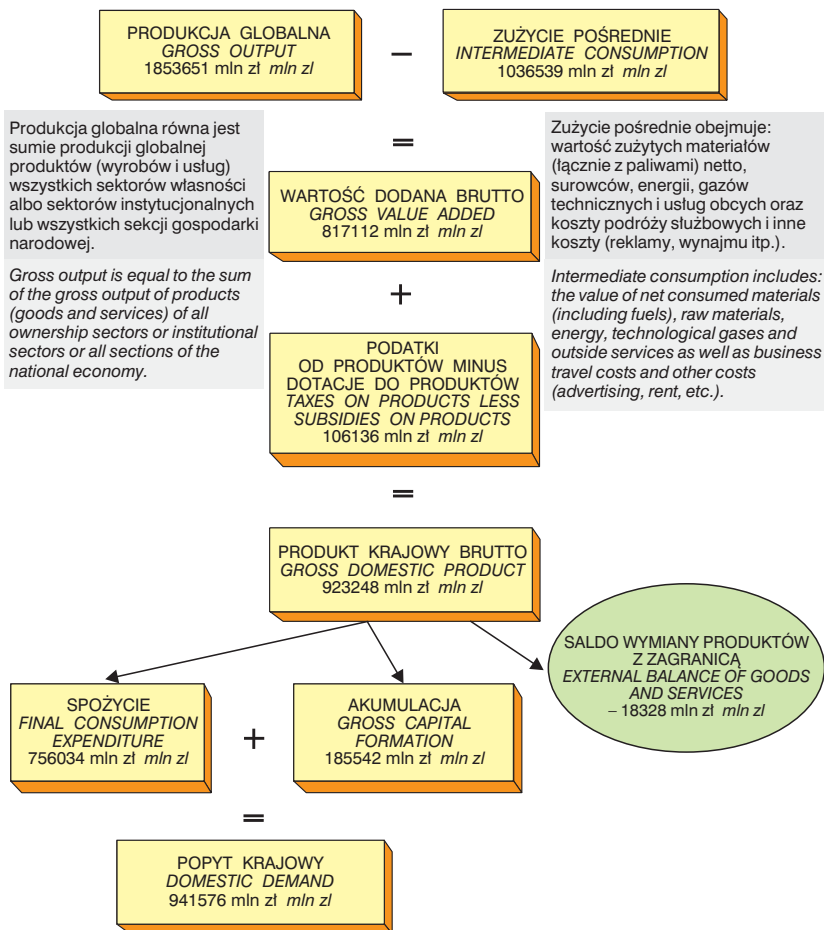 PRODUKCJA GLOBALNA
GROSS OUTPUT
1853651 mln zł mln zl
–
ZUŻYCIE POŚREDNIE
INTERMEDIATE CONSUMPTION
1036539 mln zł mln zl
Produkcja globalna równa jest
sumie produkcji globalnej
produktów (wyrobów i usług)
wszystkich sektorów własności
albo sektorów instytucjonalnych
lub wszystkich sekcji gospodarki
narodowej.
Gross output is equal to the sum
of the gross output of products
(goods and services) of all
ownership sectors or institutional
sectors or all sections of the
national economy.
=
WARTOŚĆ DODANA BRUTTO
GROSS VALUE ADDED
817112 mln zł mln zl
Zużycie pośrednie obejmuje:
wartość zużytych materiałów
(łącznie z paliwami) netto,
surowców, energii, gazów
technicznych i usług obcych oraz
koszty podróży służbowych i inne
koszty (reklamy, wynajmu itp.).
Intermediate consumption includes:
the value of net consumed materials
(including fuels), raw materials,
energy, technological gases and
outside services as well as business
travel costs and other costs
(advertising, rent, etc.).
+
PODATKI
OD PRODUKTÓW MINUS
DOTACJE DO PRODUKTÓW
TAXES ON PRODUCTS LESS
SUBSIDIES ON PRODUCTS
106136 mln zł mln zl
=
PRODUKT KRAJOWY BRUTTO
GROSS DOMESTIC PRODUCT
923248 mln zł mln zl
SALDO WYMIANY PRODUKTÓW
Z ZAGRANICĄ
EXTERNAL BALANCE OF GOODS
AND SERVICES
– 18328 mln zł mln zl
SPOŻYCIE
FINAL CONSUMPTION
EXPENDITURE
756034 mln zł mln zl
+
AKUMULACJA
GROSS CAPITAL
FORMATION
185542 mln zł mln zl
=
POPYT KRAJOWY
DOMESTIC DEMAND
941576 mln zł mln zl